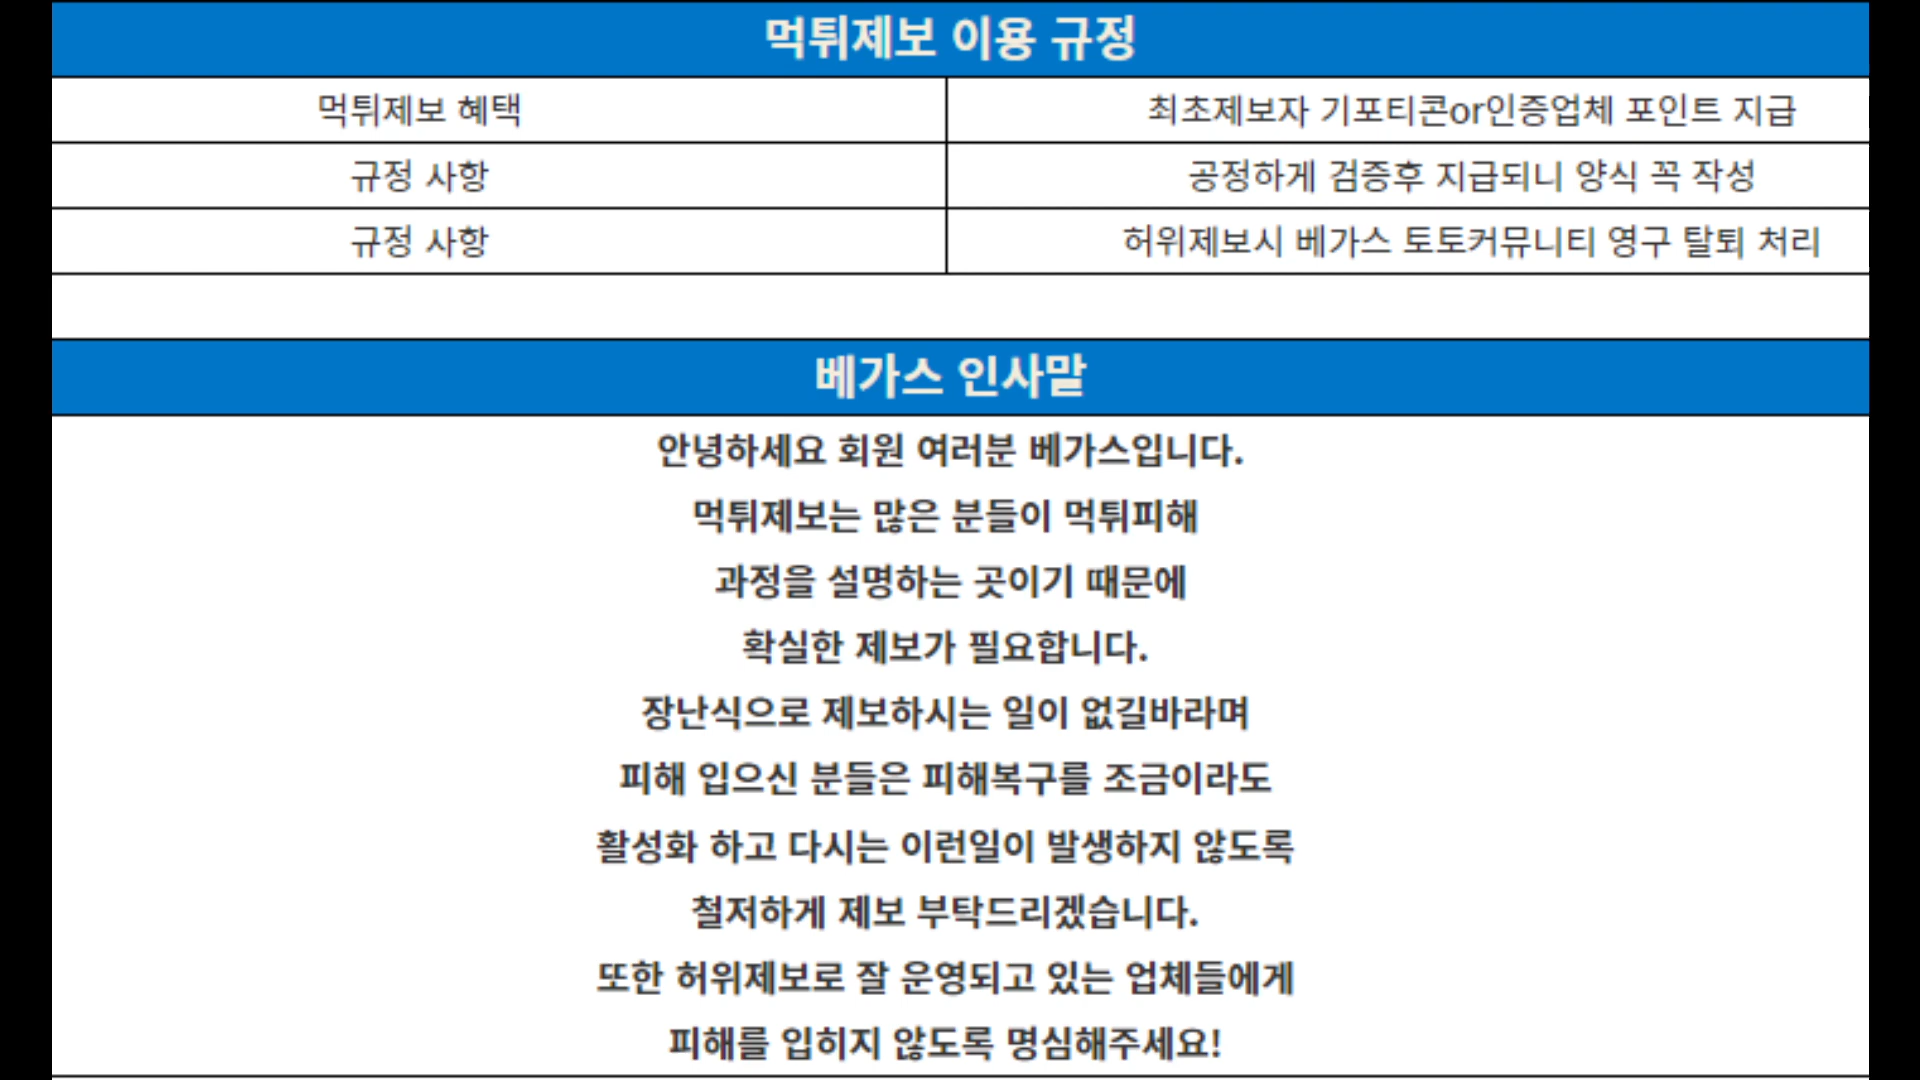 먹튀제보 이용 규정
먹튀제보 혜택
최초제보자 기포티콘or인증업체 포인트 지급
규정 사항
공정하게 검증후 지급되니 양식 꼭 작성
규정 사항
허위제보시 베가스 토토커뮤니티 영구 탈퇴 처리
베가스 인사말
안녕하세요 회원 여러분 베가스입니다.
먹튀제보는 많은 분들이 먹튀피해
과정을 설명하는 곳이기 때문에
확실한 제보가 필요합니다.
장난식으로 제보하시는 일이 없길바라며
피해 입으신 분들은 피해복구를 조금이라도
활성화 하고 다시는 이런일이 발생하지 않도록
철저하게 제보 부탁드리겠습니다.
또한 허위제보로 잘 운영되고 있는 업체들에게
피해를 입히지 않도록 명심해주세요!